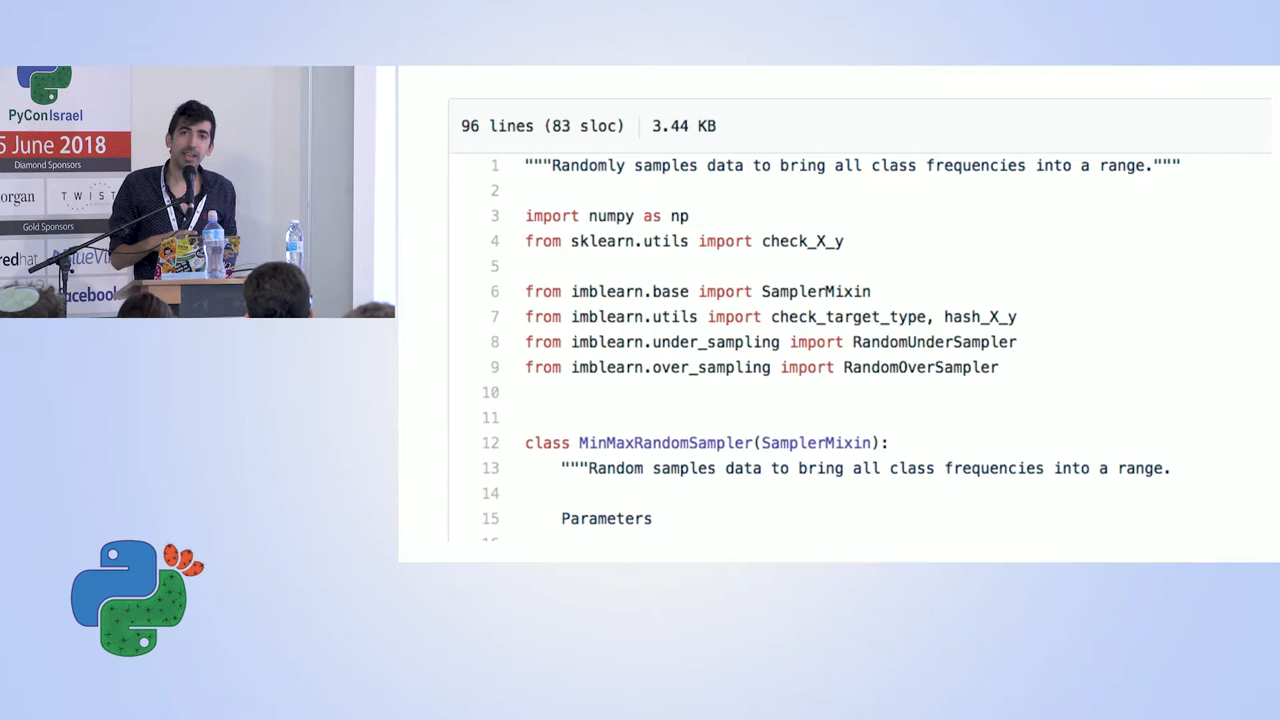 PyConIsrael
5 June 2018
Diamond Sponsors
organ
TWIST
Gold Sponsors
redhat
BlueVi
facebook
96 lines (83 sloc) 3.44 KB
1 """Randomly samples data to bring all class frequencies into a range."""
2
3 import numpy as np
4 from sklearn.utils import check_X_y
5
6 from imblearn.base import SamplerMixin
7 from imblearn.utils import check_target_type, hash_X_y
8 from imblearn.under_sampling import RandomUnderSampler
9 from imblearn.over_sampling import RandomOverSampler
10
11
12 class MinMaxRandomSampler(SamplerMixin):
13 """Random samples data to bring all class frequencies into a range.
14
15 Parameters